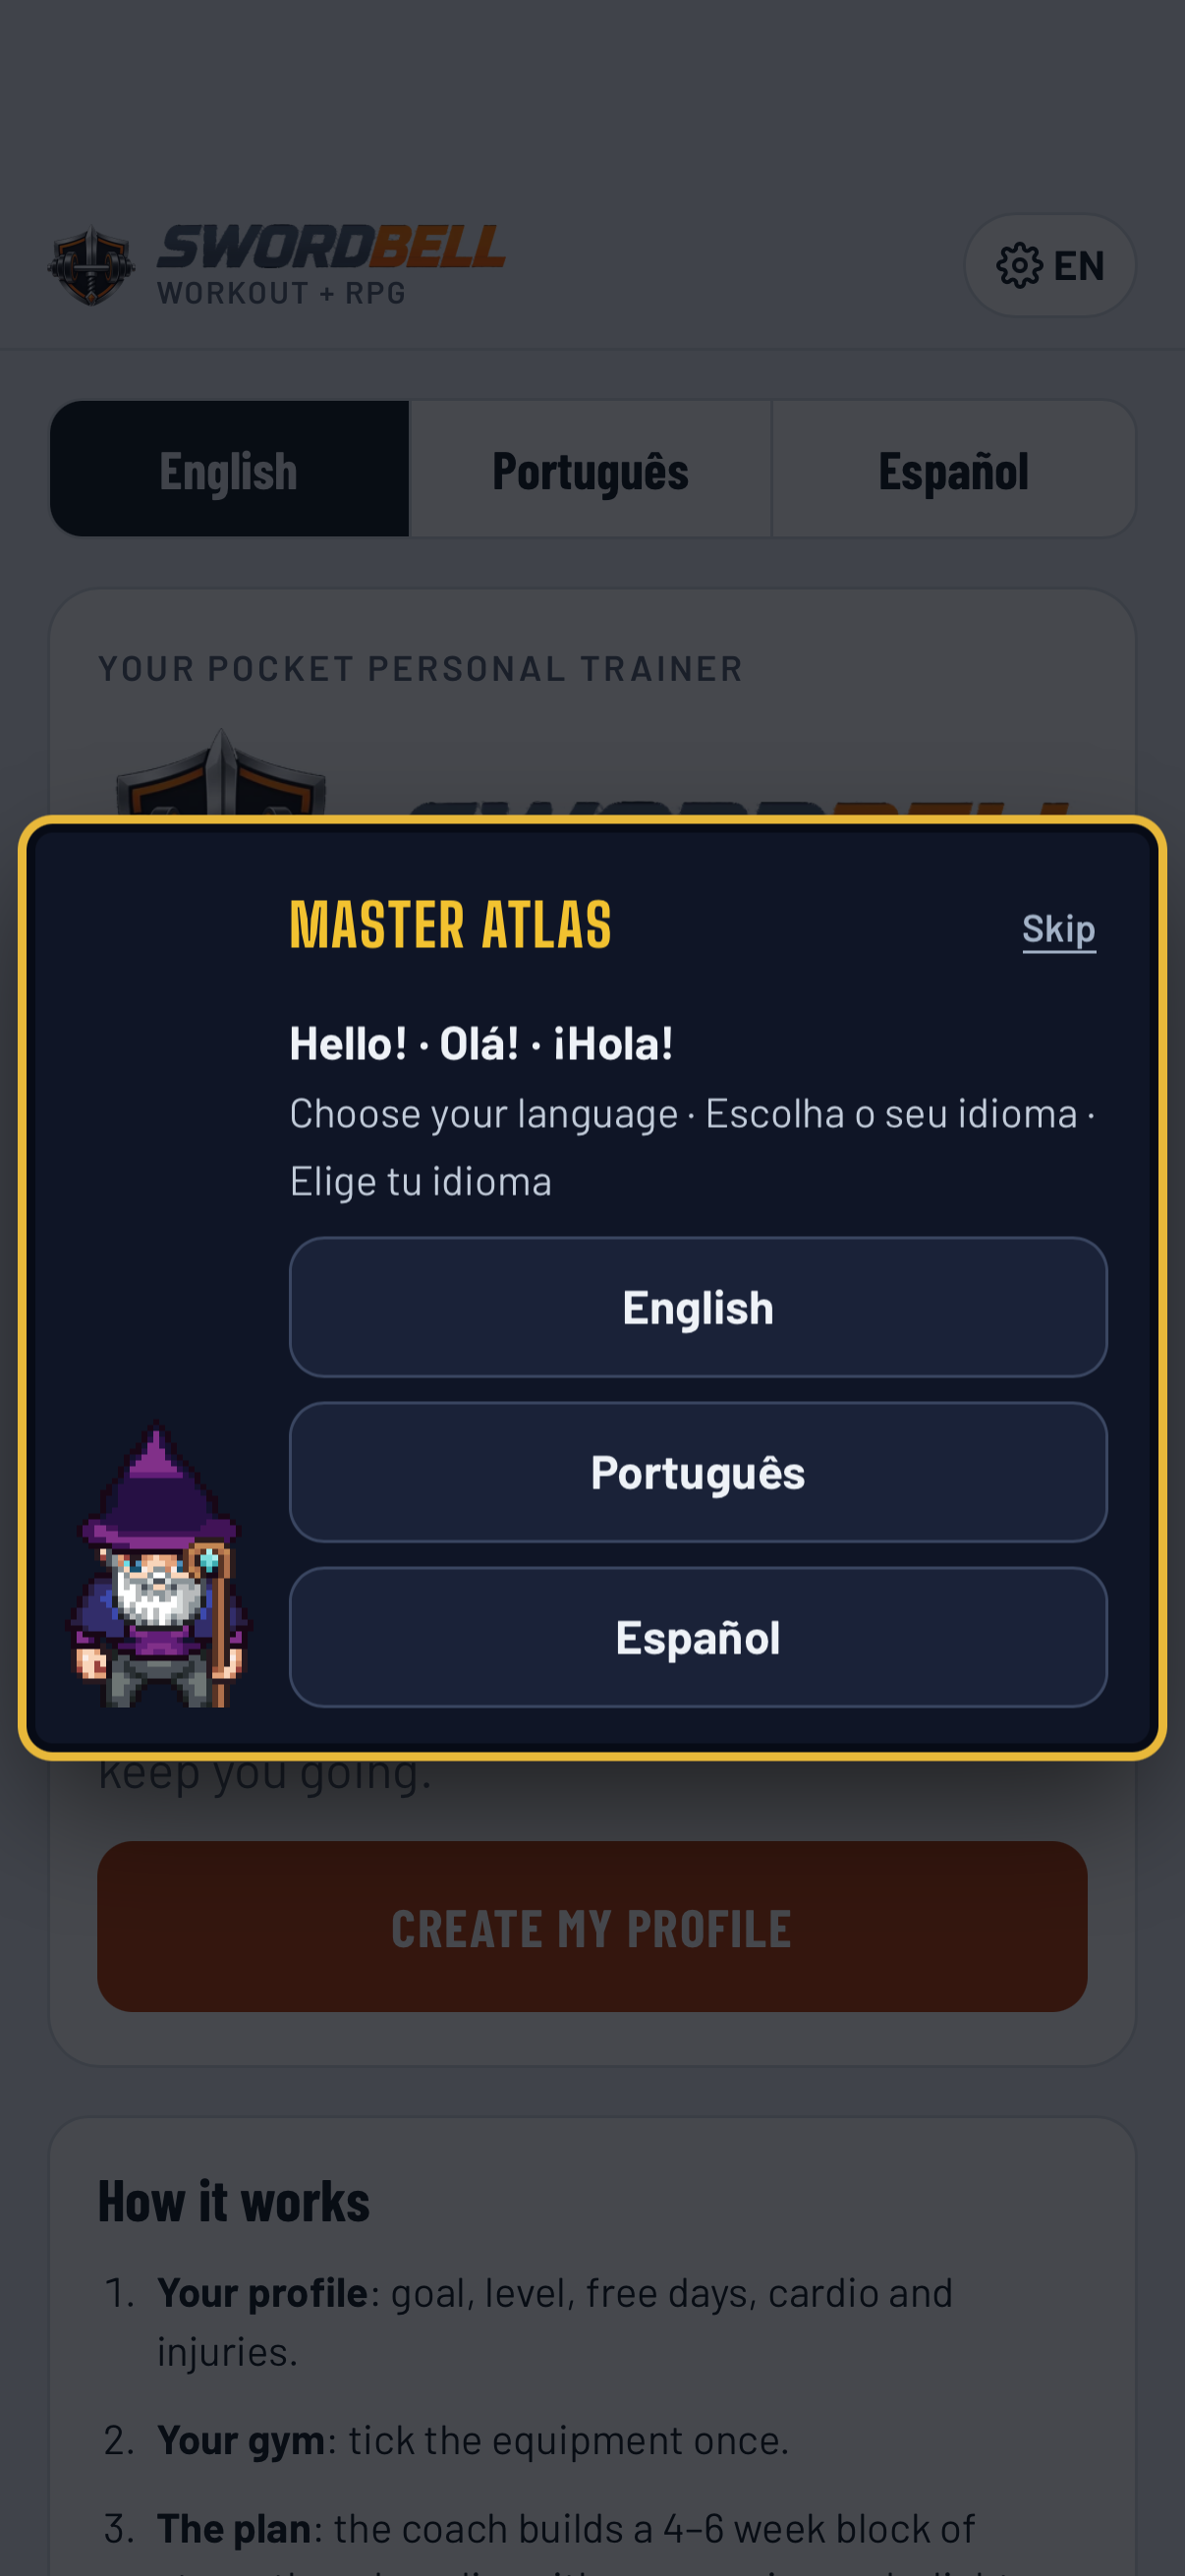 SWORDBELL
WORKOUT + RPG
EN
English
Português
Español
YOUR POCKET PERSONAL TRAINER
SWORDBELL
MASTER ATLAS
Skip
Hello! · Olá! · ¡Hola!
Choose your language · Escolha o seu idioma ·
Elige tu idioma
English
Português
Español
keep you going.
CREATE MY PROFILE
How it works
1. Your profile: goal, level, free days, cardio and
injuries.
2. Your gym: tick the equipment once.
3. The plan: the coach builds a 4–6 week block of